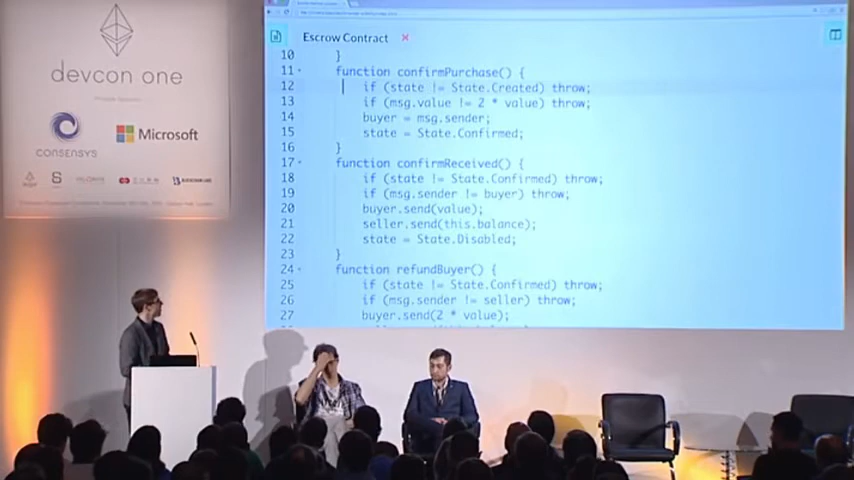 devcon one
CONSENSYS
Microsoft
Escrow Contract ×
10 }
11 function confirmPurchase() {
12 if (state != State.Created) throw;
13 if (msg.value != 2 * value) throw;
14 buyer = msg.sender;
15 state = State.Confirmed;
16 }
17 function confirmReceived() {
18 if (state != State.Confirmed) throw;
19 if (msg.sender != buyer) throw;
20 buyer.send(value);
21 seller.send(this.balance);
22 state = State.Disabled;
23 }
24 function refundBuyer() {
25 if (state != State.Confirmed) throw;
26 if (msg.sender != seller) throw;
27 buyer.send(2 * value);